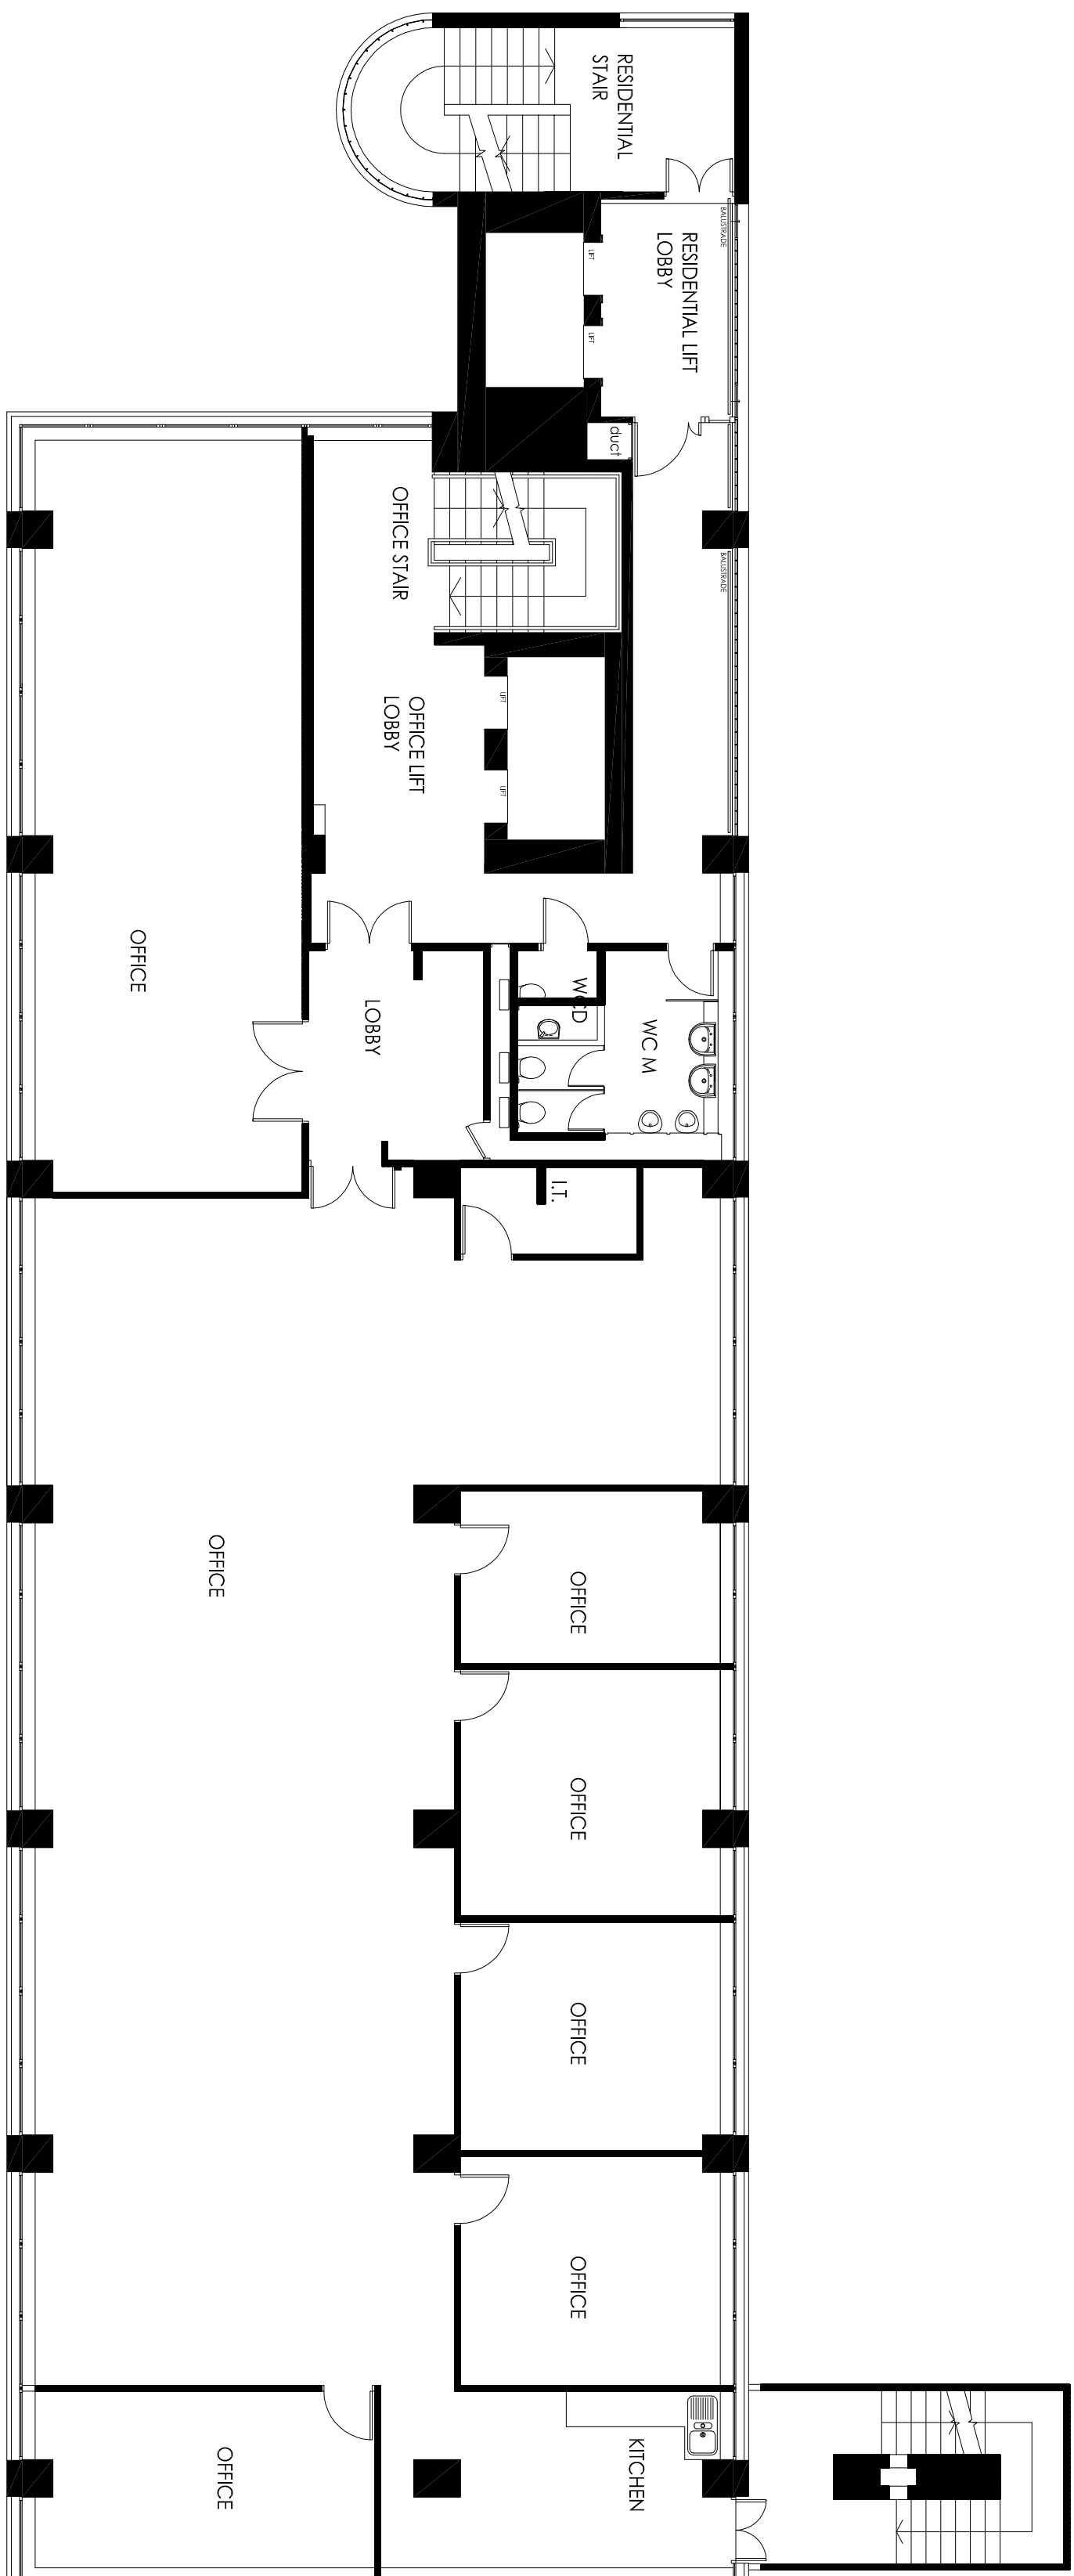 RESIDENTIAL
STAIR
BALUSTRADE
RESIDENTIAL LIFT
LOBBY
LIFT
LIFT
duct
OFFICE STAIR
BALUSTRADE
OFFICE LIFT
LOBBY
LIFT
LIFT
OFFICE
LOBBY
WCD
WC M
I.T.
OFFICE
OFFICE
OFFICE
OFFICE
OFFICE
KITCHEN
OFFICE